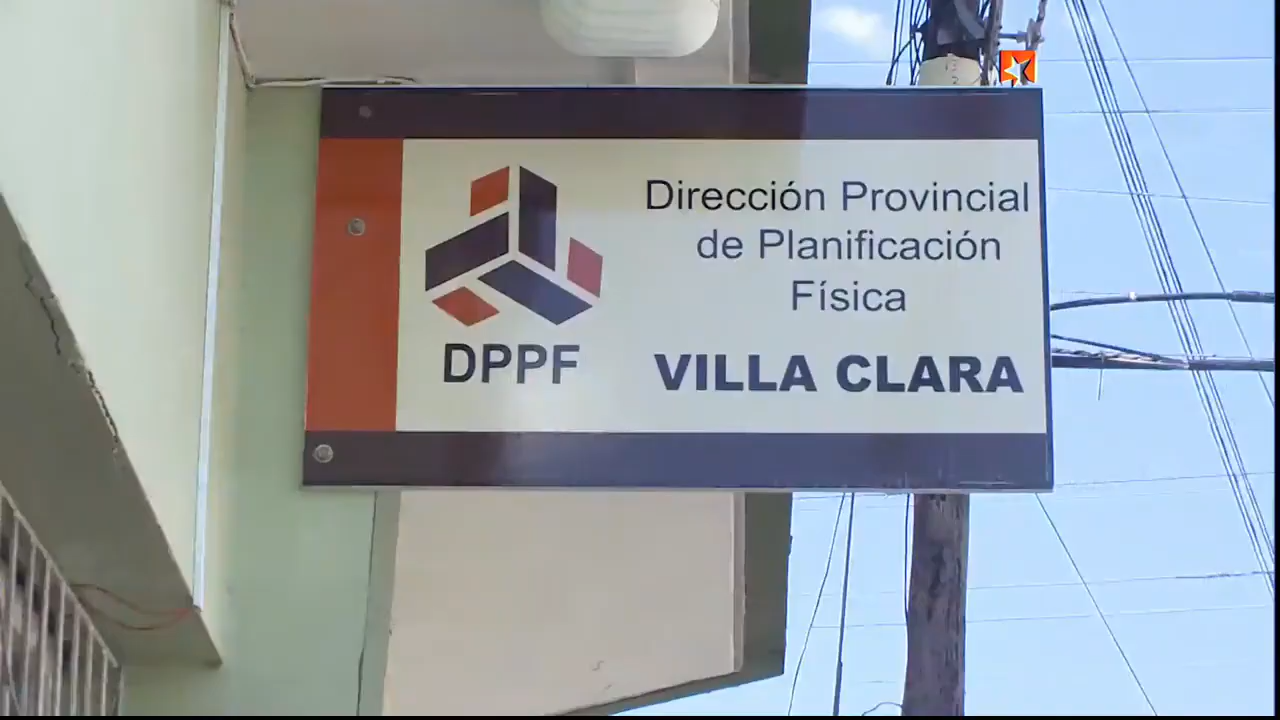 Dirección Provincial
de Planificación
Física
DPPF
VILLA CLARA